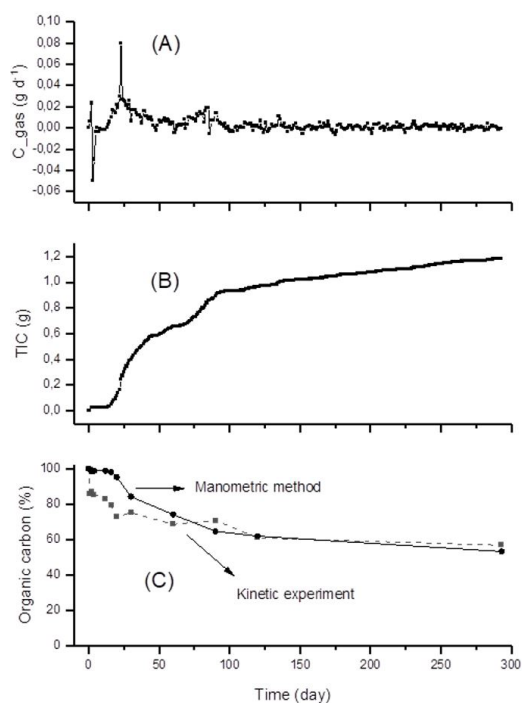 (A)
C_gas (g d⁻¹)
0,10
0,08
0,06
0,04
0,02
0,00
-0,02
-0,04
-0,06
(B)
TIC (g)
1,2
1,0
0,8
0,6
0,4
0,2
0,0
(C)
Organic carbon (%)
100
80
60
40
20
0
Manometric method
Kinetic experiment
0 50 100 150 200 250 300
Time (day)